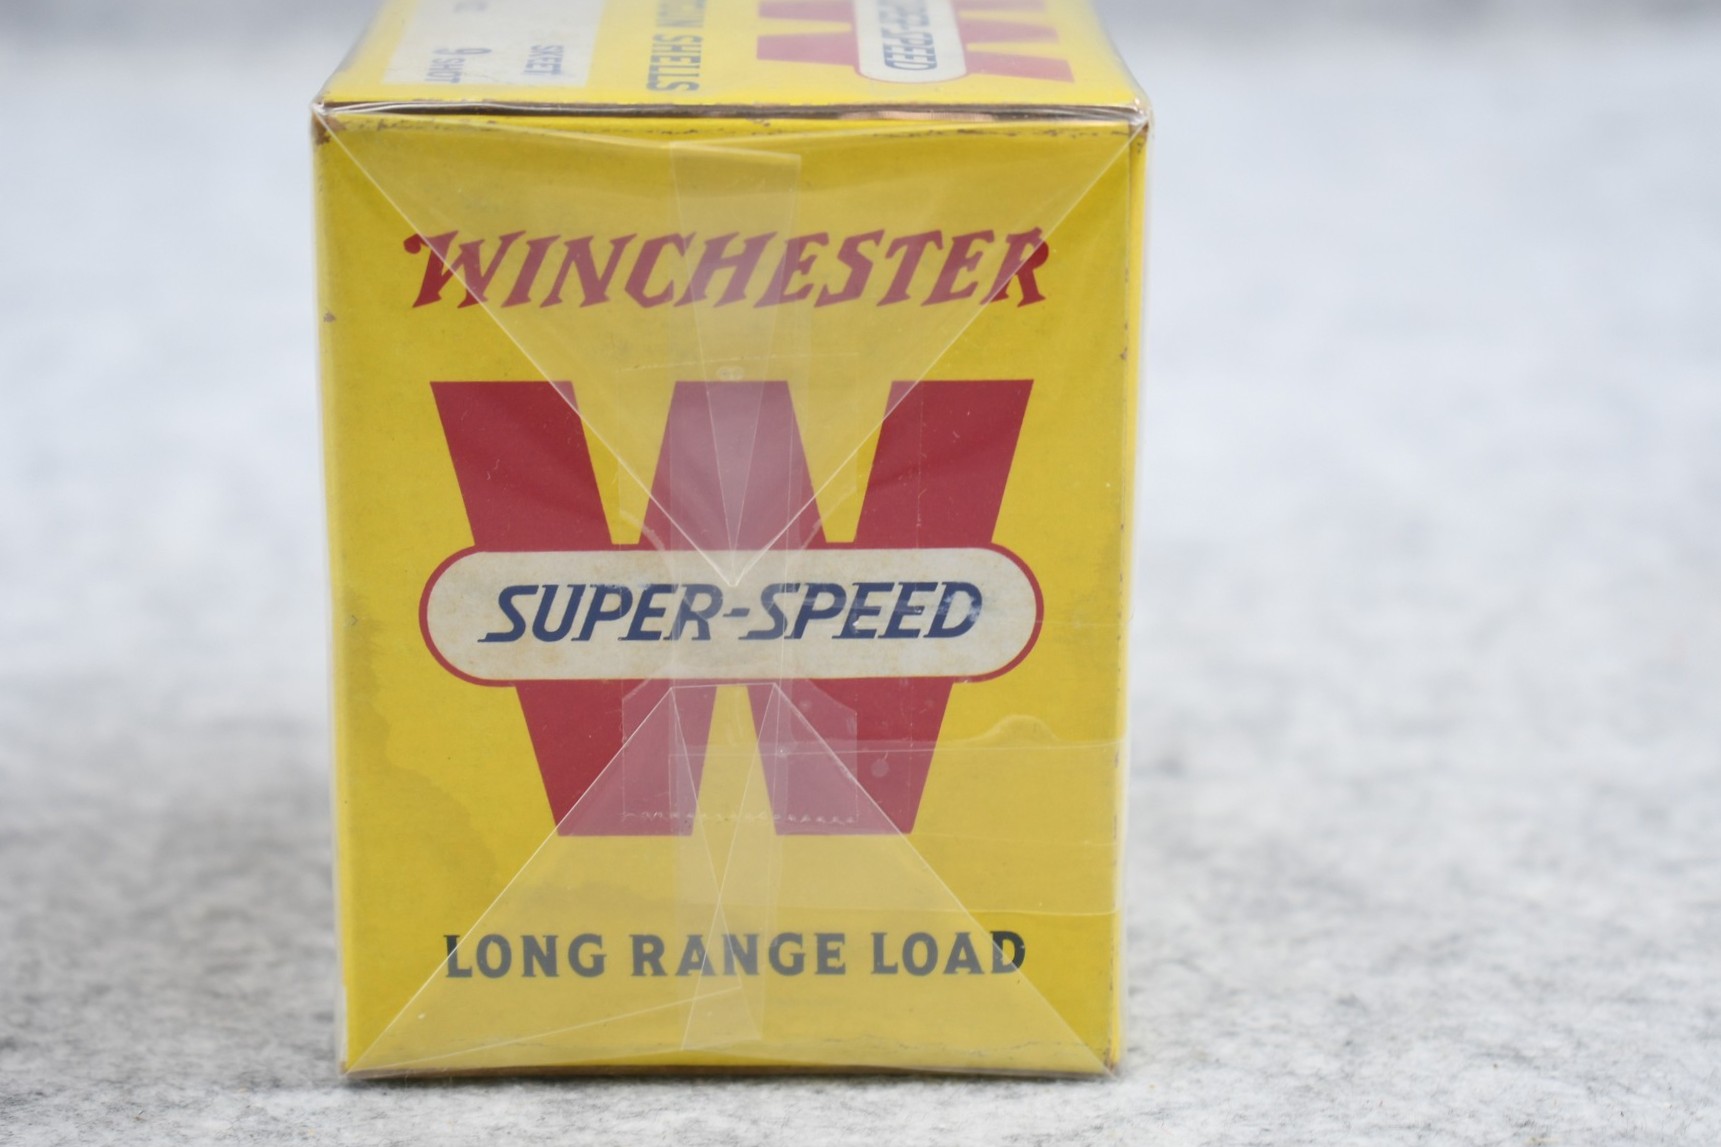 SKEET
9 SHOT
SHELLS
SUPER-SPEED
WINCHESTER
SUPER-SPEED
LONG RANGE LOAD